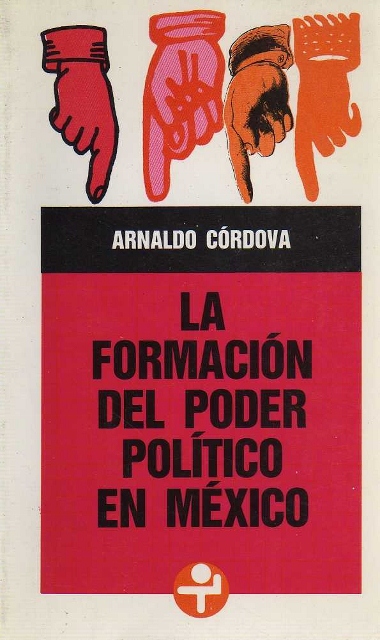 ARNALDO CÓRDOVA
LA
FORMACIÓN
DEL PODER
POLÍTICO
EN MÉXICO